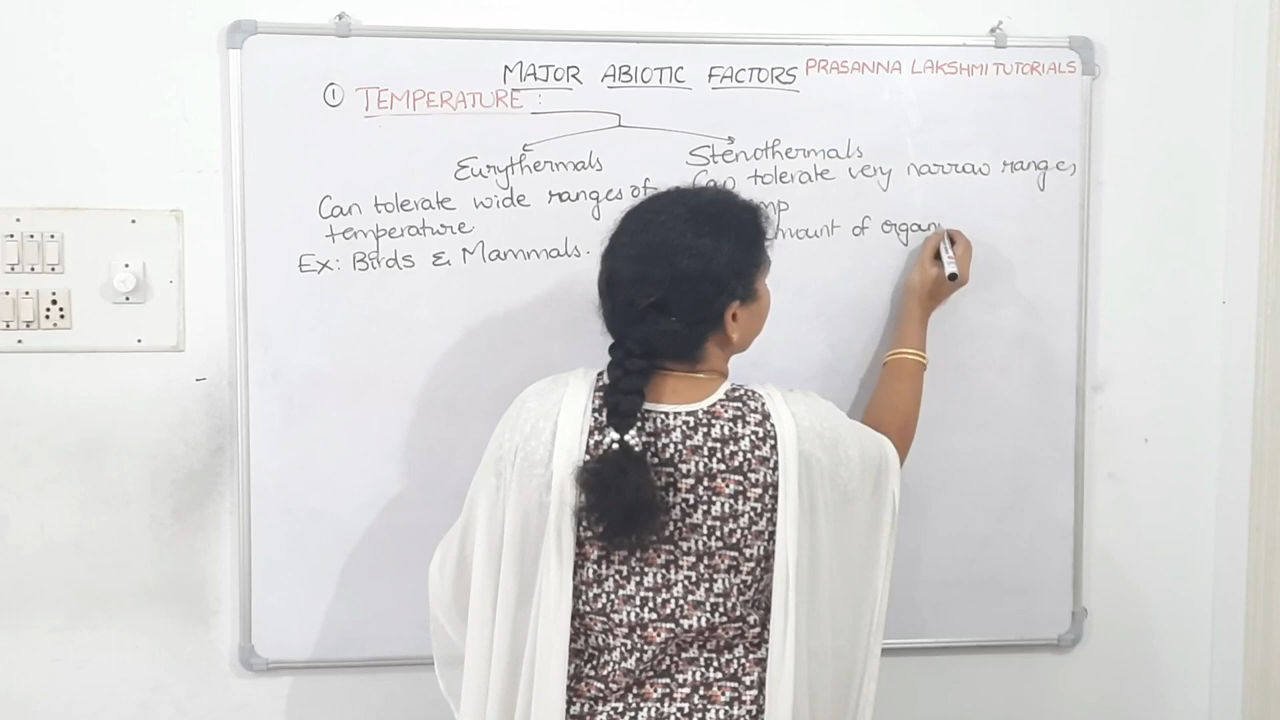 MAJOR ABIOTIC FACTORS PRASANNA LAKSHMI TUTORIALS
① TEMPERATURE :
Eurythermals
Can tolerate wide ranges of
temperature
Ex: Birds & Mammals.
Stenothermals
Can tolerate very narrow ranges
of